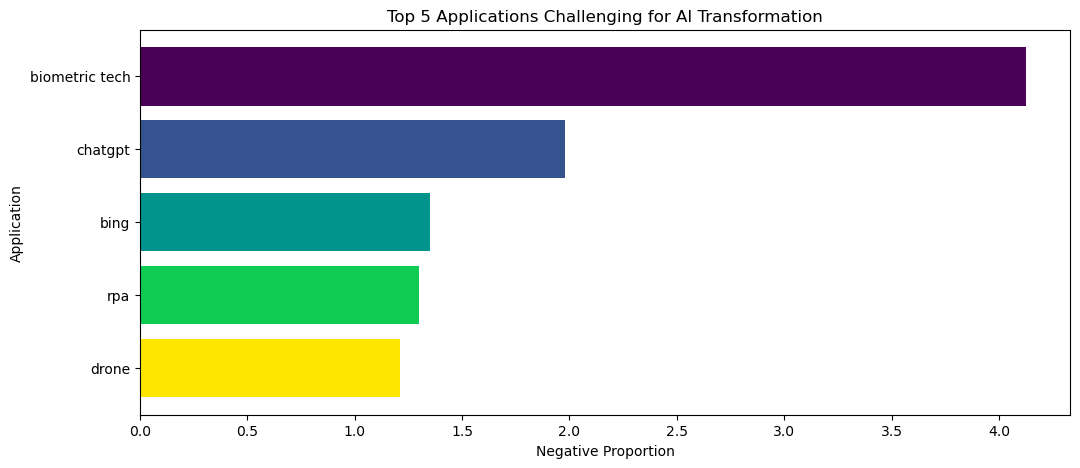 Top 5 Applications Challenging for AI Transformation
Application
biometric tech
chatgpt
bing
rpa
drone
0.0 0.5 1.0 1.5 2.0 2.5 3.0 3.5 4.0
Negative Proportion